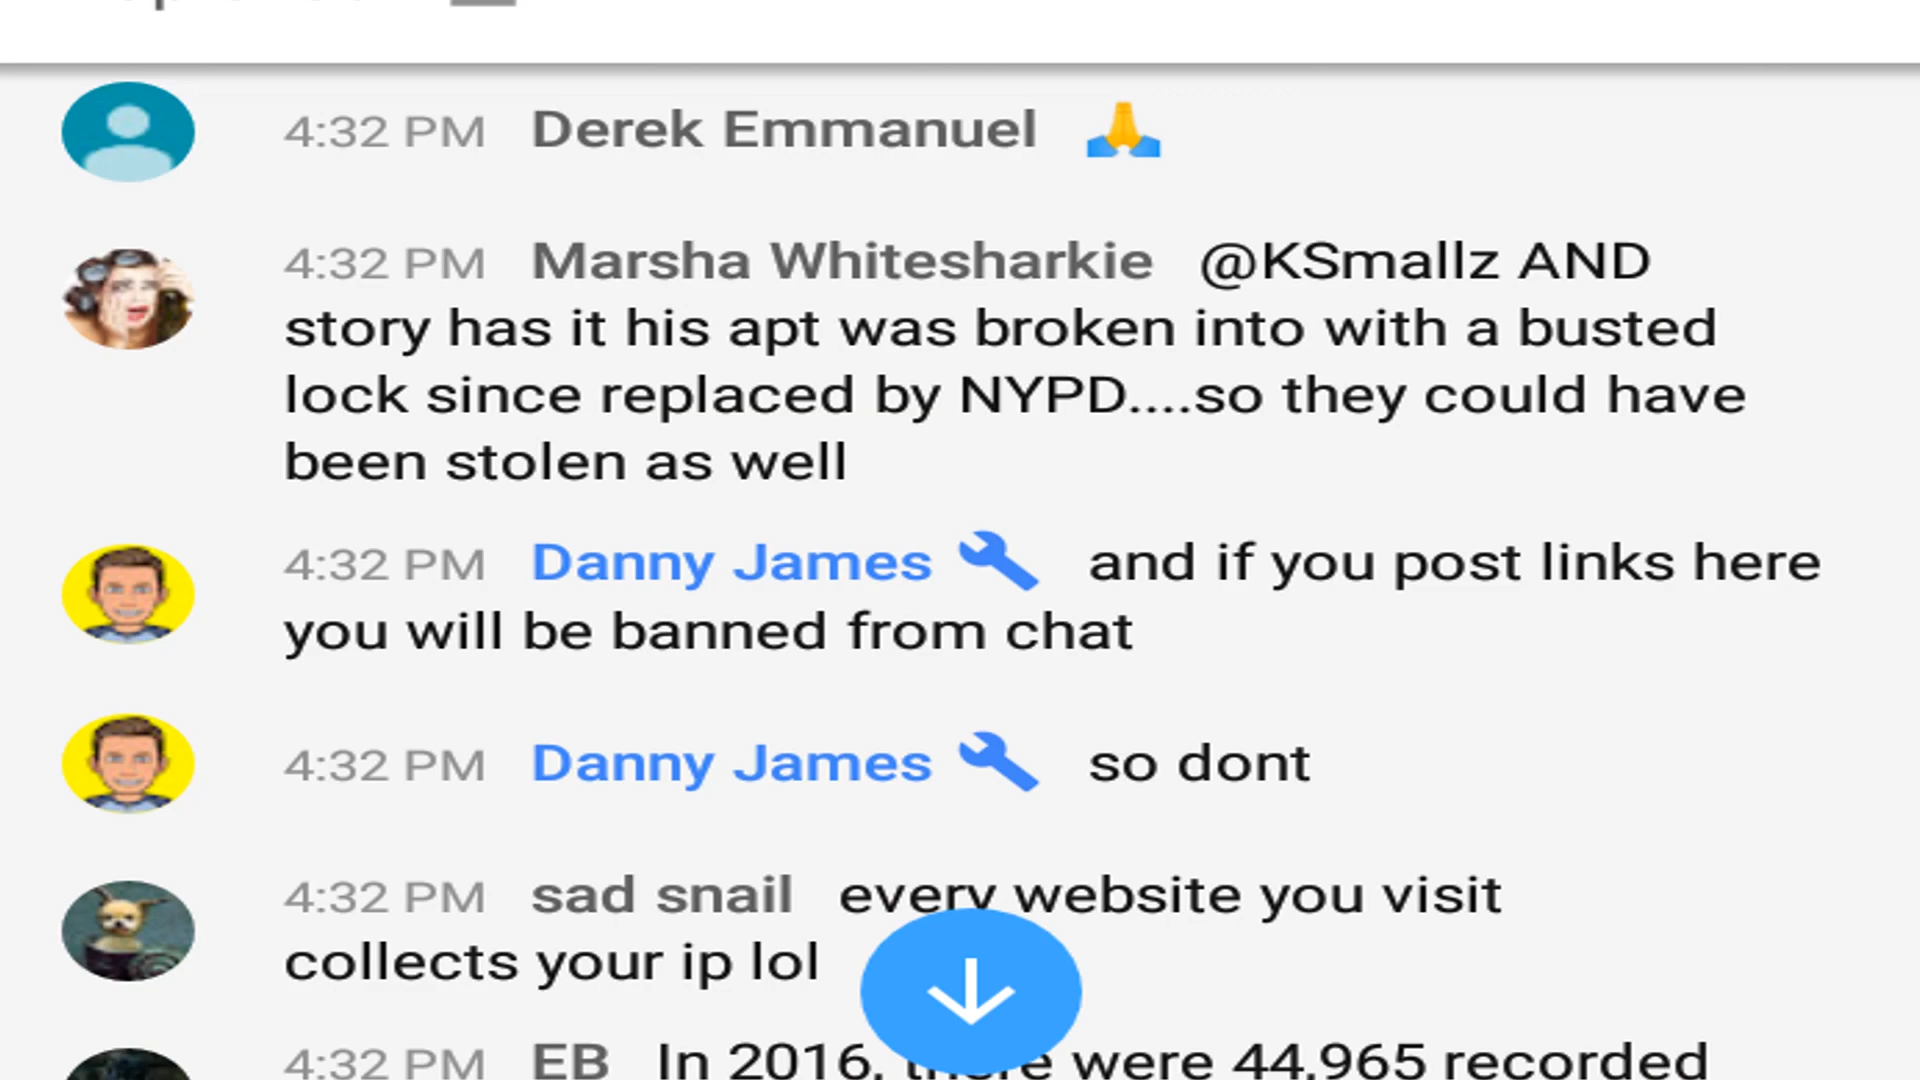 4:32 PM Derek Emmanuel 🙏
4:32 PM Marsha Whitesharkie @KSmallz AND
story has it his apt was broken into with a busted
lock since replaced by NYPD....so they could have
been stolen as well
4:32 PM Danny James and if you post links here
you will be banned from chat
4:32 PM Danny James so dont
4:32 PM sad snail every website you visit
collects your ip lol
4:32 PM EB In 2016, there were 44,965 recorded